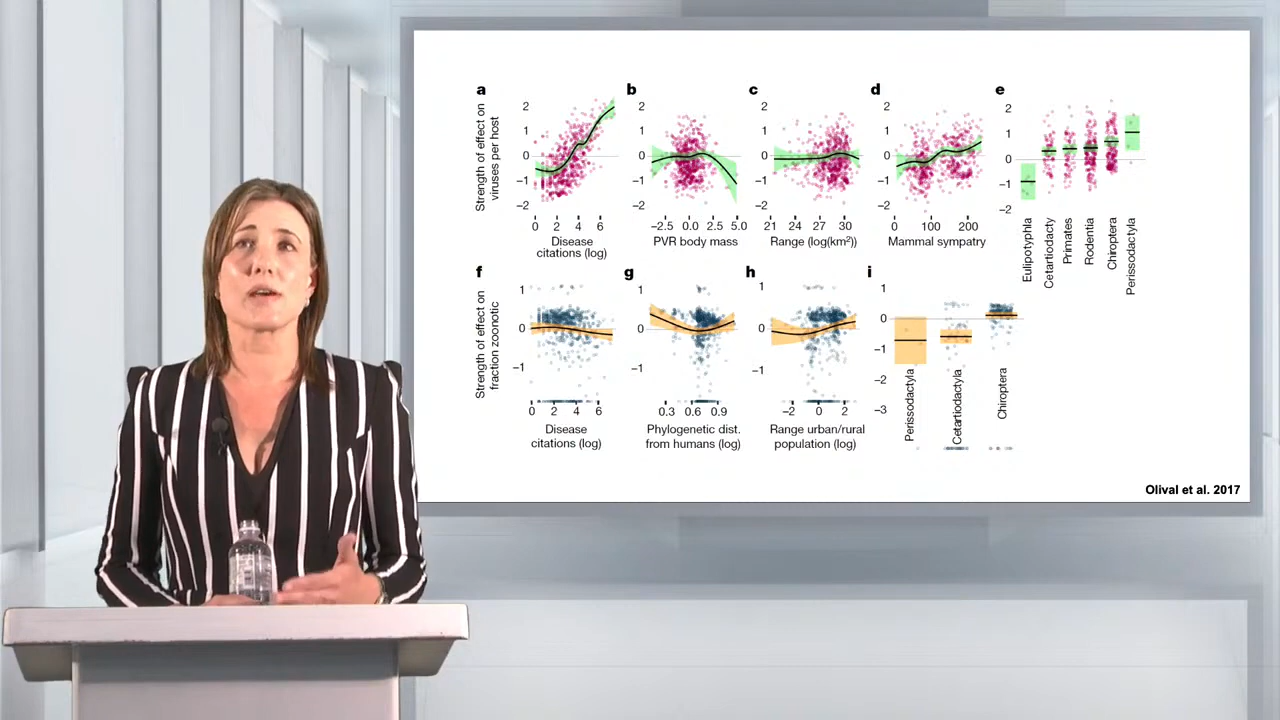 a
b
c
d
e
Strength of effect on
viruses per host
2
1
0
−1
−2
0 2 4 6
Disease
citations (log)
2
1
0
−1
−2
−2.5 0.0 2.5 5.0
PVR body mass
2
1
0
−1
−2
21 24 27 30
Range (log(km²))
2
1
0
−1
−2
0 100 200
Mammal sympatry
2
1
0
−1
−2
Eulipotyphla
Cetartiodactyla
Primates
Rodentia
Chiroptera
Perissodactyla
f
g
h
i
Strength of effect on
fraction zoonotic
1
0
−1
0 2 4 6
Disease
citations (log)
1
0
−1
0.3 0.6 0.9
Phylogenetic dist.
from humans (log)
1
0
−1
−2 0 2
Range urban/rural
population (log)
1
0
−1
−2
−3
Perissodactyla
Cetartiodactyla
Chiroptera
Olival et al. 2017